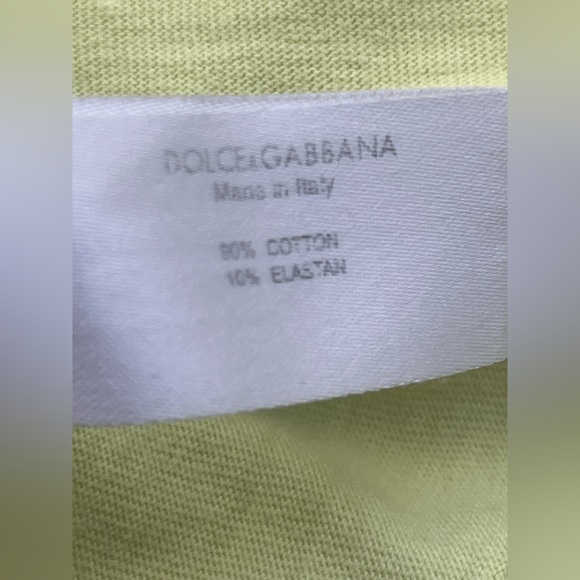 DOLCE&GABBANA
Made in Italy
90% COTTON
10% ELASTAN